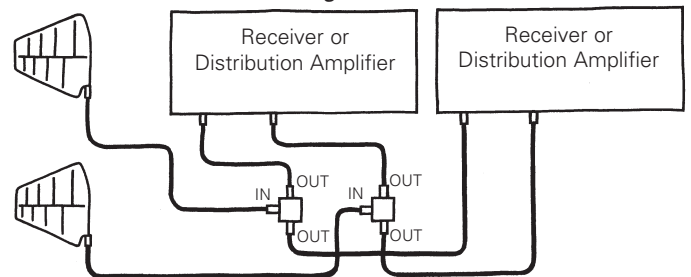 Receiver or
Distribution Amplifier
Receiver or
Distribution Amplifier
OUT
OUT
IN
IN
OUT
OUT